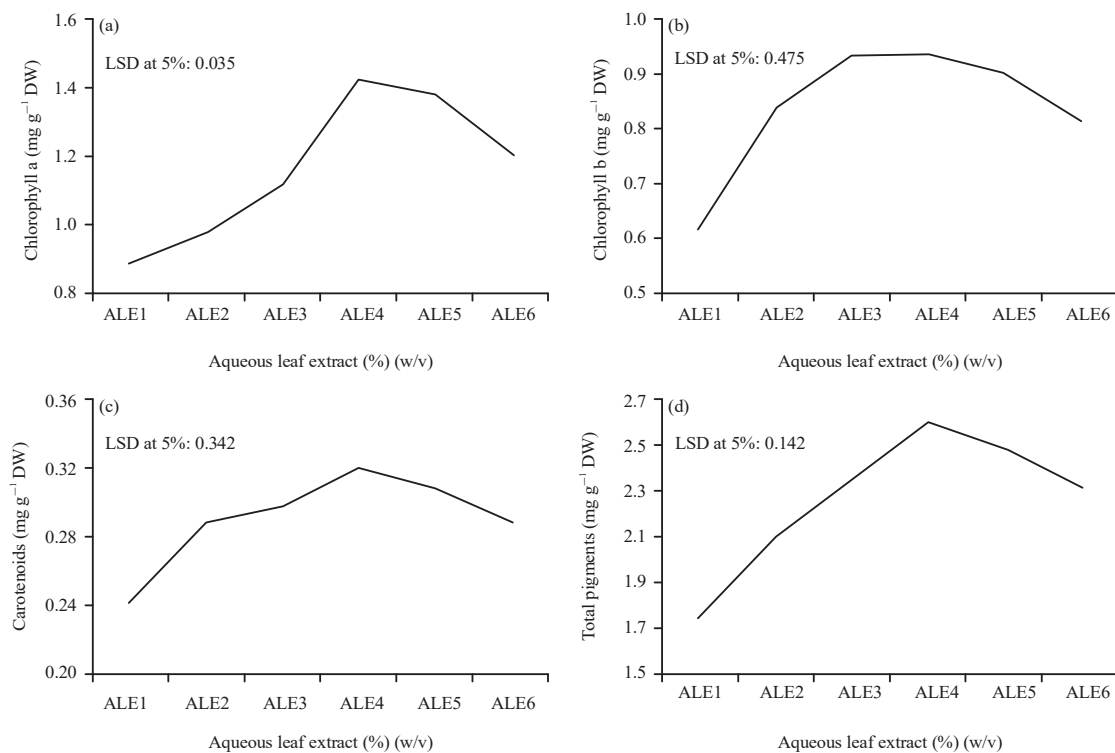 (a)
LSD at 5%: 0.035
Chlorophyll a (mg g⁻¹ DW)
1.6
1.4
1.2
1.0
0.8
ALE1 ALE2 ALE3 ALE4 ALE5 ALE6
Aqueous leaf extract (%) (w/v)
(b)
LSD at 5%: 0.475
Chlorophyll b (mg g⁻¹ DW)
1.0
0.9
0.8
0.7
0.6
0.5
ALE1 ALE2 ALE3 ALE4 ALE5 ALE6
Aqueous leaf extract (%) (w/v)
(c)
LSD at 5%: 0.342
Carotenoids (mg g⁻¹ DW)
0.36
0.32
0.28
0.24
0.20
ALE1 ALE2 ALE3 ALE4 ALE5 ALE6
Aqueous leaf extract (%) (w/v)
(d)
LSD at 5%: 0.142
Total pigments (mg g⁻¹ DW)
2.7
2.5
2.3
2.1
1.9
1.7
1.5
ALE1 ALE2 ALE3 ALE4 ALE5 ALE6
Aqueous leaf extract (%) (w/v)